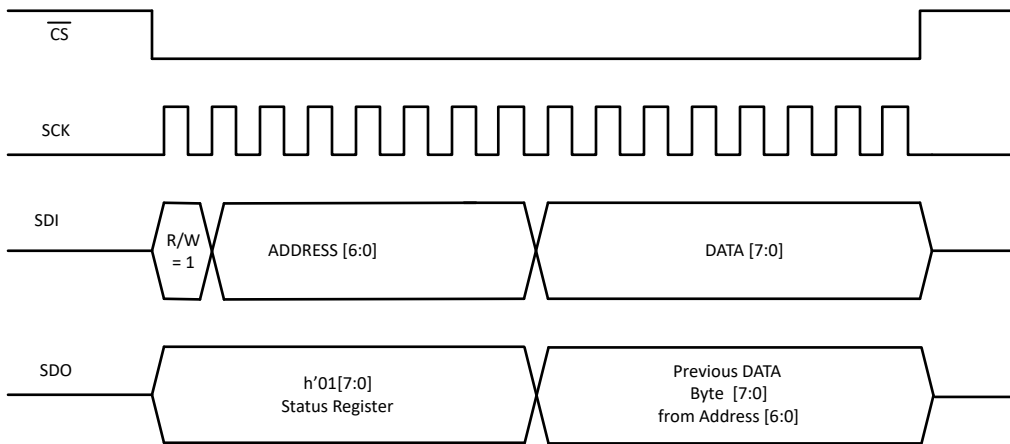 CS
SCK
SDI
R/W
= 1
ADDRESS [6:0]
DATA [7:0]
SDO
h’01[7:0]
Status Register
Previous DATA
Byte [7:0]
from Address [6:0]